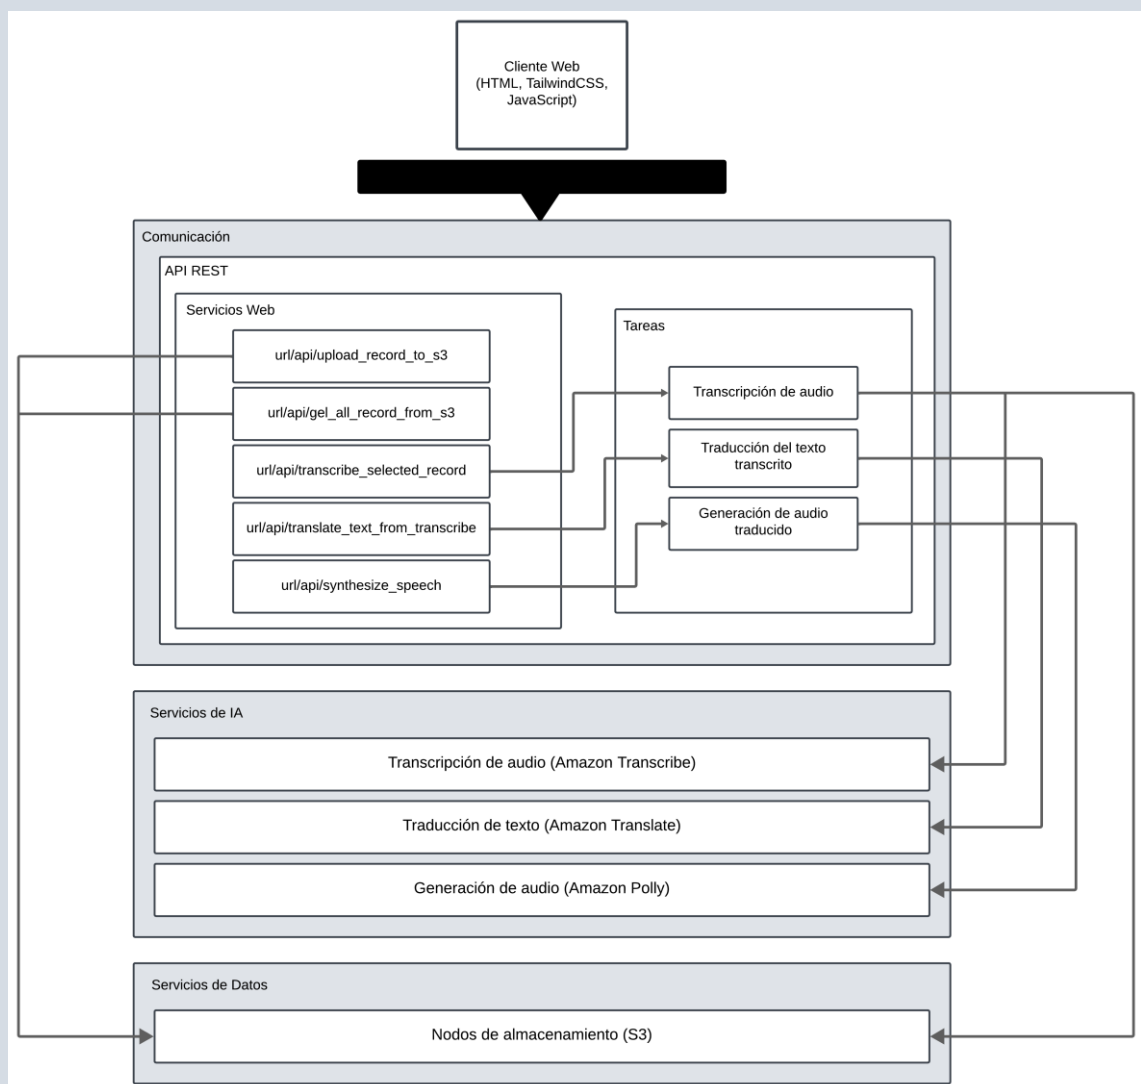 Cliente Web
(HTML, TailwindCSS,
JavaScript)
Comunicación
API REST
Servicios Web
url/api/upload_record_to_s3
url/api/gel_all_record_from_s3
url/api/transcribe_selected_record
url/api/translate_text_from_transcribe
url/api/synthesize_speech
Tareas
Transcripción de audio
Traducción del texto
transcrito
Generación de audio
traducido
Servicios de IA
Transcripción de audio (Amazon Transcribe)
Traducción de texto (Amazon Translate)
Generación de audio (Amazon Polly)
Servicios de Datos
Nodos de almacenamiento (S3)